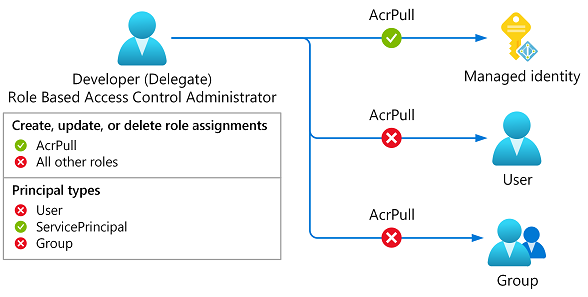 Developer (Delegate)
Role Based Access Control Administrator
Create, update, or delete role assignments
AcrPull
All other roles
Principal types
User
ServicePrincipal
Group
AcrPull
Managed identity
AcrPull
User
AcrPull
Group